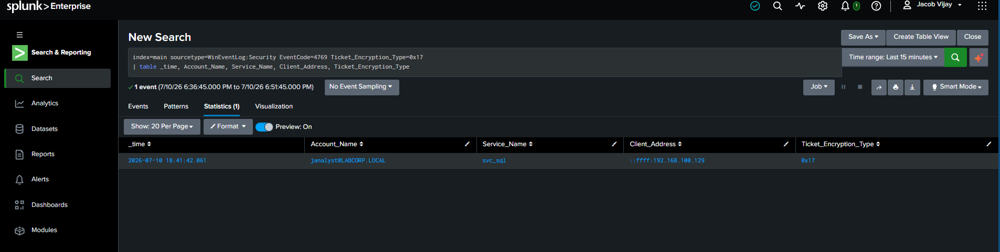 splunk> Enterprise
1
Jacob Vijay
Search & Reporting
Search
Analytics
Datasets
Reports
Alerts
Dashboards
Modules
New Search
Save As
Create Table View
Close
index=main sourcetype=WinEventLog:Security EventCode=4769 Ticket_Encryption_Type=0x17
| table _time, Account_Name, Service_Name, Client_Address, Ticket_Encryption_Type
Time range: Last 15 minutes
1 event (7/10/26 6:36:45.000 PM to 7/10/26 6:51:45.000 PM)
No Event Sampling
Job
Smart Mode
Events Patterns Statistics (1) Visualization
Show: 20 Per Page
Format
Preview: On
_time Account_Name Service_Name Client_Address Ticket_Encryption_Type
2026-07-10 18:41:42.061 janalyst@LABCORP.LOCAL svc_sql ::ffff:192.168.100.129 0x17